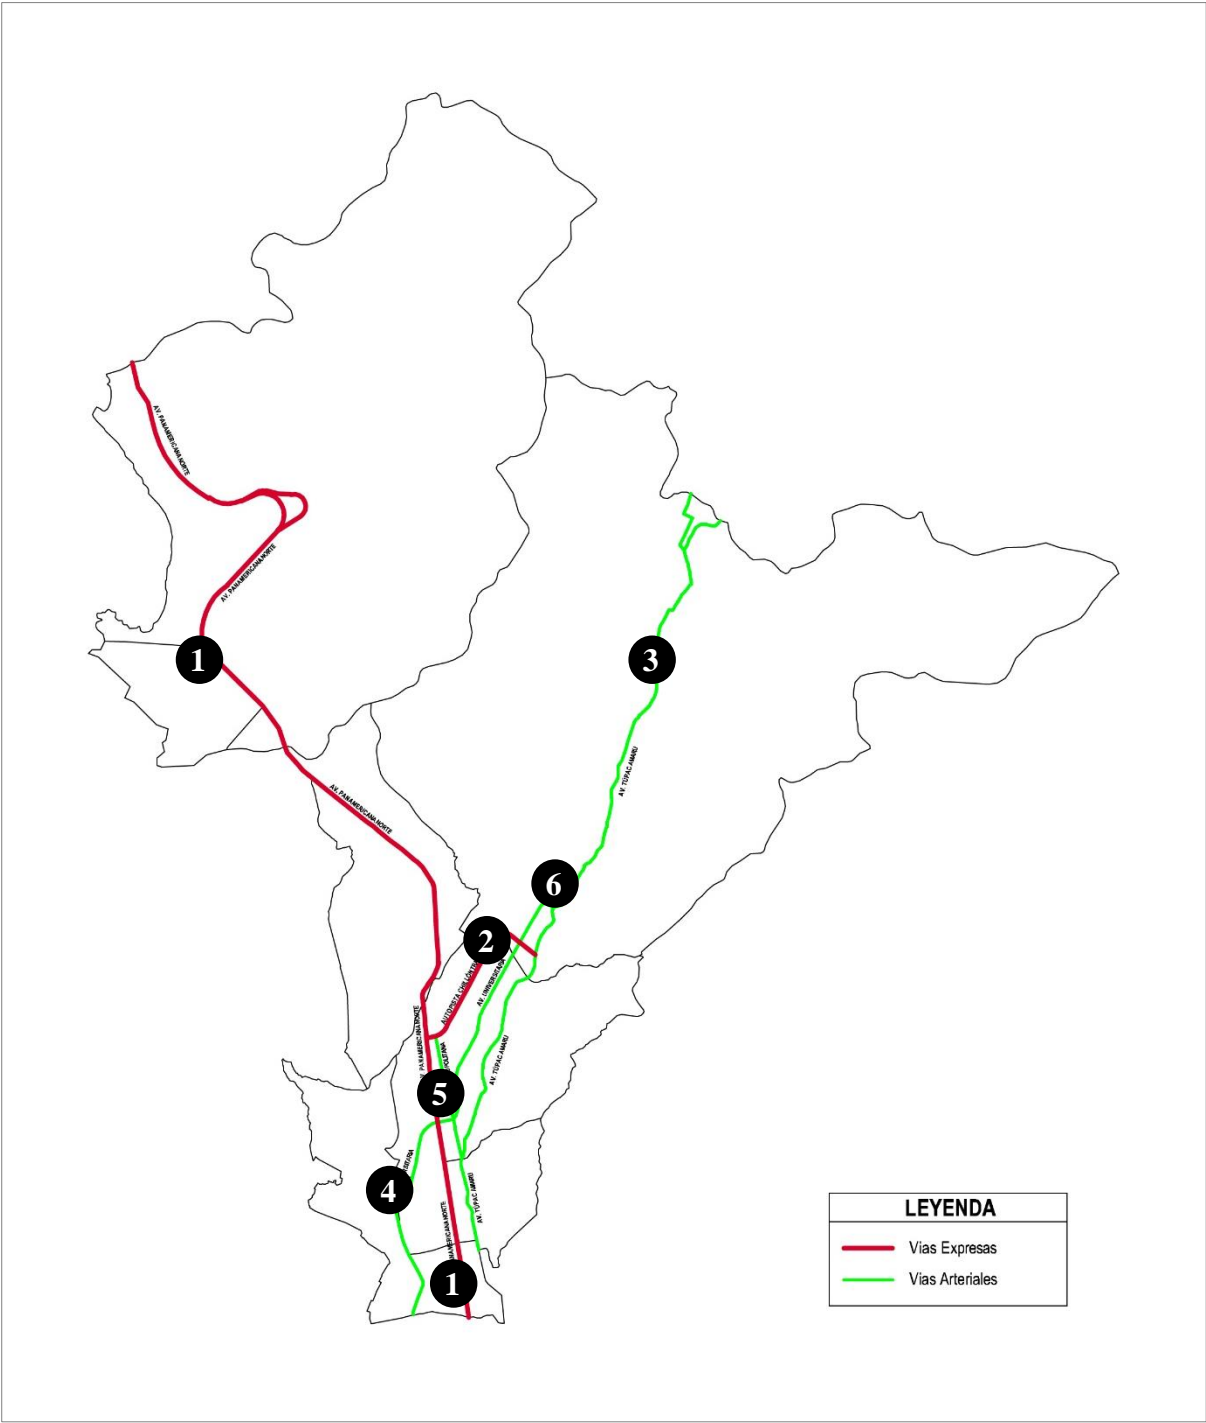 AV. PANAMERICANA NORTE
AV. PANAMERICANA NORTE
1
3
AV. TUPAC AMARU
AV. PANAMERICANA NORTE
6
2
AUTOPISTA CHILLON
AV. UNIVERSITARIA
PANAMERICANA NORTE
AV. TUPAC AMARU
5
4
AV. TUPAC AMARU
1
LEYENDA
Vias Expresas
Vias Arteriales